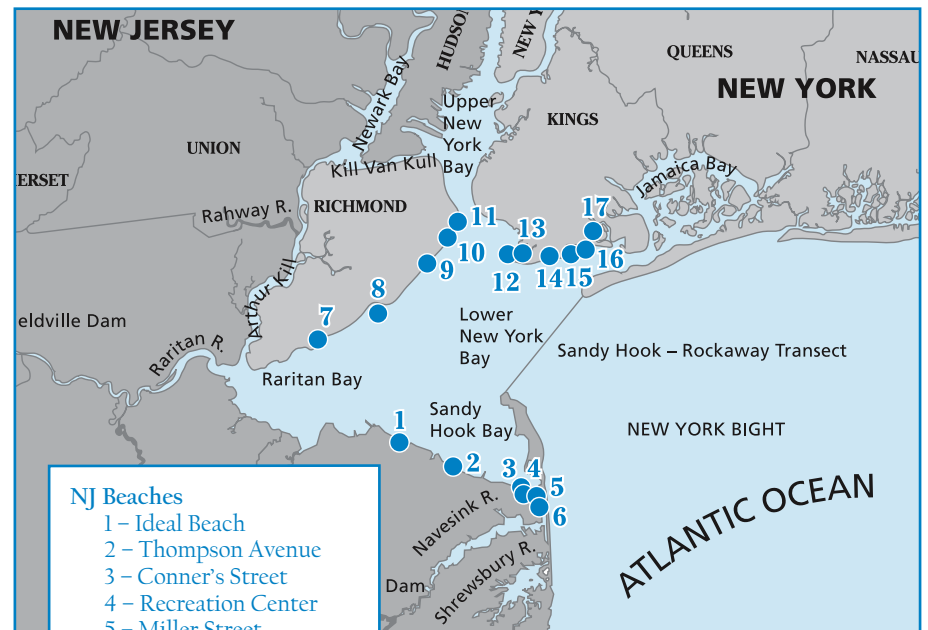 NEW JERSEY
HUDSON
NEW Y
QUEENS
NASSAU
NEW YORK
Newark Bay
Upper
New
York
Bay
KINGS
UNION
Kill Van Kull
Jamaica Bay
ERSET
Rahway R.
RICHMOND
17
11
13
10
16
9
12
14
15
Arthur Kill
8
7
eldville Dam
Lower
New York
Bay
Raritan R.
Sandy Hook – Rockaway Transect
Raritan Bay
1
Sandy
Hook Bay
NEW YORK BIGHT
2
3
4
5
6
ATLANTIC OCEAN
Navesink R.
Shrewsbury R.
Dam
NJ Beaches
1 – Ideal Beach
2 – Thompson Avenue
3 – Conner's Street
4 – Recreation Center
5 – Miller Street